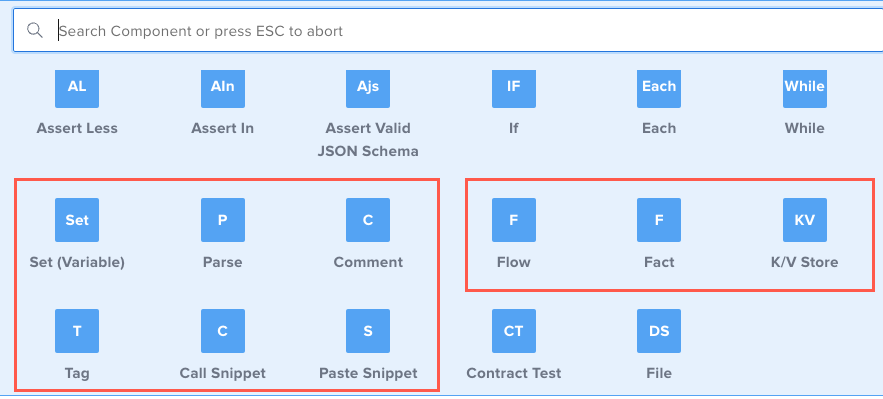 Search Component or press ESC to abort
AL AIn Ajs IF Each While
Assert Less Assert In Assert Valid If Each While
JSON Schema
Set P C F F KV
Set (Variable) Parse Comment Flow Fact K/V Store
T C S CT DS
Tag Call Snippet Paste Snippet Contract Test File